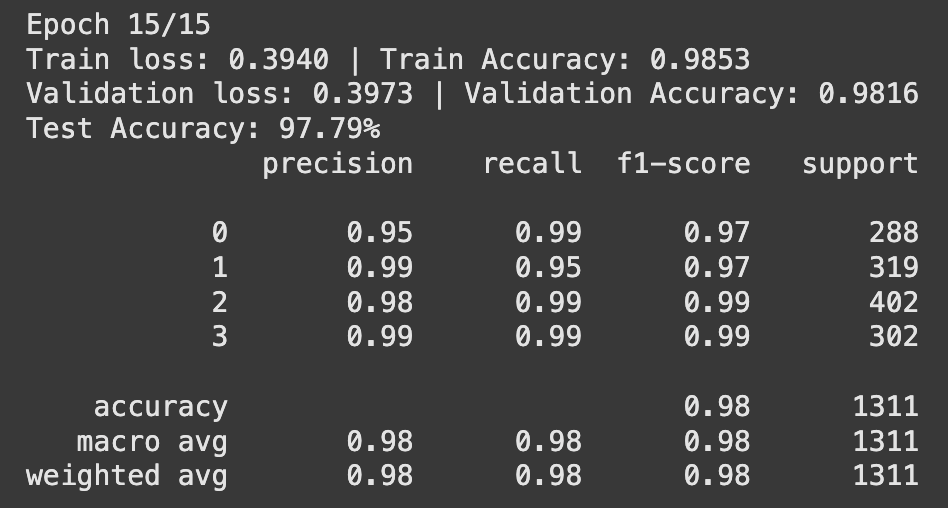 Epoch 15/15
Train loss: 0.3940 | Train Accuracy: 0.9853
Validation loss: 0.3973 | Validation Accuracy: 0.9816
Test Accuracy: 97.79%
precision recall f1-score support
0 0.95 0.99 0.97 288
1 0.99 0.95 0.97 319
2 0.98 0.99 0.99 402
3 0.99 0.99 0.99 302
accuracy 0.98 1311
macro avg 0.98 0.98 0.98 1311
weighted avg 0.98 0.98 0.98 1311